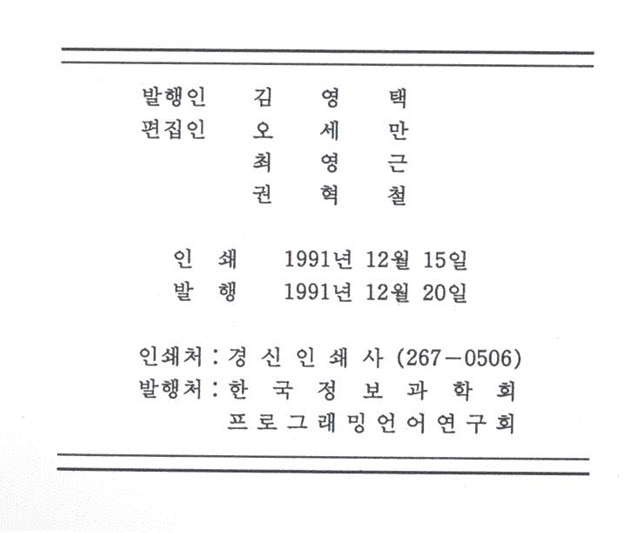 발행인 김 영 택
편집인 오 세 만
최 영 근
권 혁 철
인 쇄 1991년 12월 15일
발 행 1991년 12월 20일
인쇄처 : 경 신 인 쇄 사 (267-0506)
발행처 : 한 국 정 보 과 학 회
프 로 그 래 밍 언 어 연 구 회